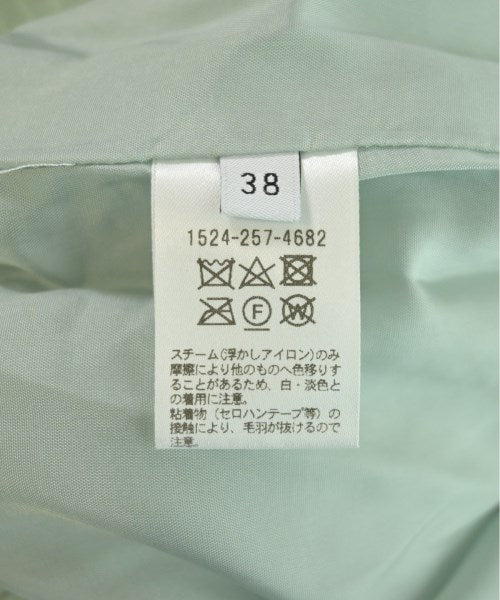 38
1524-257-4682
F
W
スチーム(浮かしアイロン)のみ
摩擦により他のものへ色移りす
ることがあるため、白・淡色と
の着用に注意。
粘着物(セロハンテープ等)の
接触により、毛羽が抜けるので
注意。